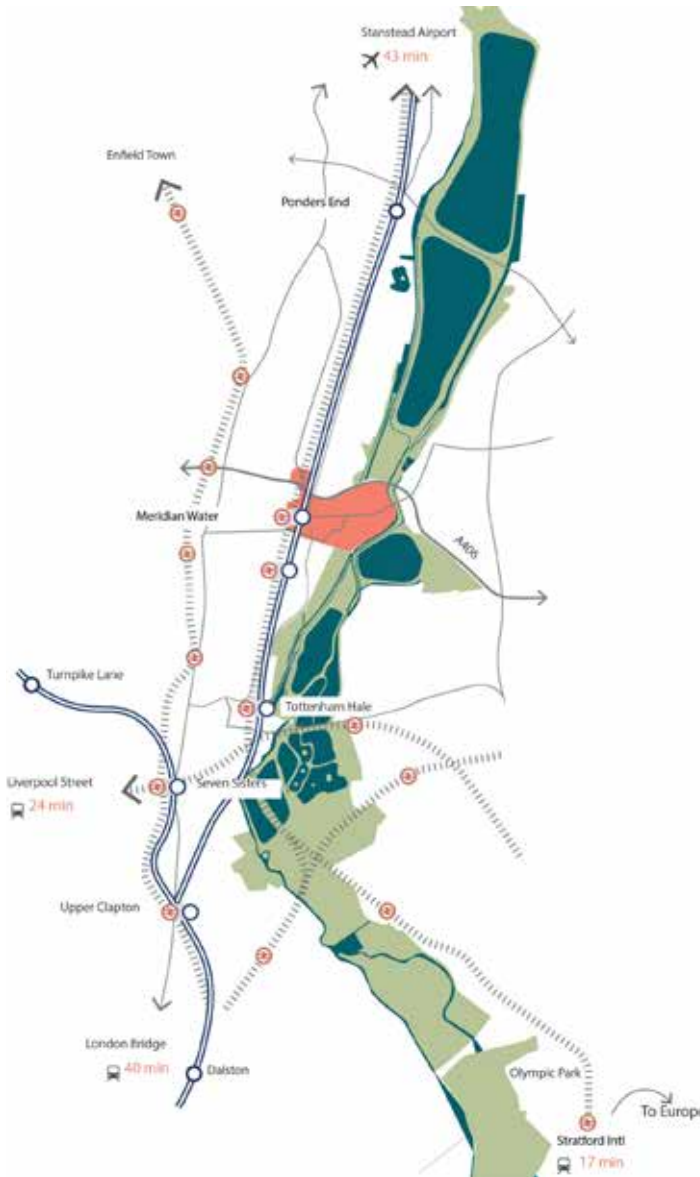 Stanstead Airport
43 min
Enfield Town
Ponders End
Meridian Water
A406
Turnpike Lane
Tottenham Hale
Liverpool Street
24 min
Seven Sisters
Upper Clapton
London Bridge
40 min
Dalston
Olympic Park
To Europe
Stratford Intl
17 min